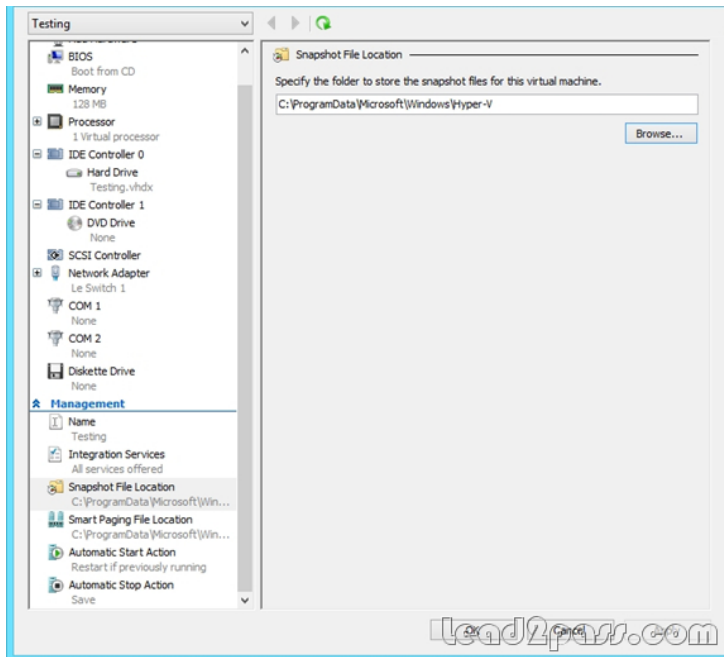 Testing
BIOS
Boot from CD
Memory
128 MB
Processor
1 Virtual processor
IDE Controller 0
Hard Drive
Testing.vhdx
IDE Controller 1
DVD Drive
None
SCSI Controller
Network Adapter
Le Switch 1
COM 1
None
COM 2
None
Diskette Drive
None
Management
Name
Testing
Integration Services
All services offered
Snapshot File Location
C:\ProgramData\Microsoft\Win...
Smart Paging File Location
C:\ProgramData\Microsoft\Win...
Automatic Start Action
Restart if previously running
Automatic Stop Action
Save
Snapshot File Location
Specify the folder to store the snapshot files for this virtual machine.
C:\ProgramData\Microsoft\Windows\Hyper-V
Browse...
OK
Cancel
Apply
Lead2pass.com